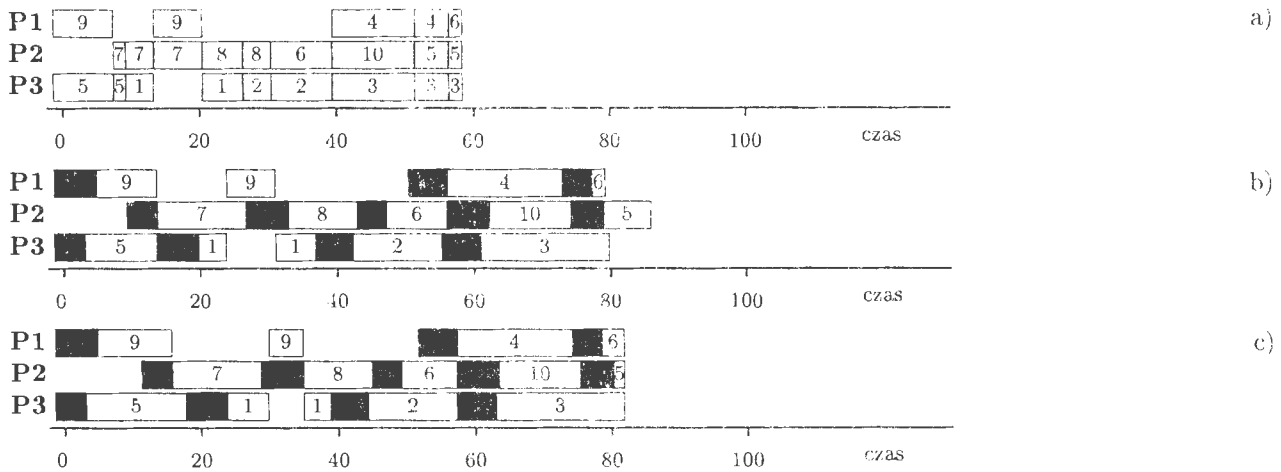 P1 9 9 4 4 6 a)
P2 7 7 7 8 8 6 10 5 5
P3 5 5 1 1 2 2 3 3 3
0 20 40 60 80 100 czas
P1 9 9 4 6 b)
P2 7 8 6 10 5
P3 5 1 1 2 3
0 20 40 60 80 100 czas
P1 9 9 4 6 c)
P2 7 8 6 10 5
P3 5 1 1 2 3
0 20 40 60 80 100 czas